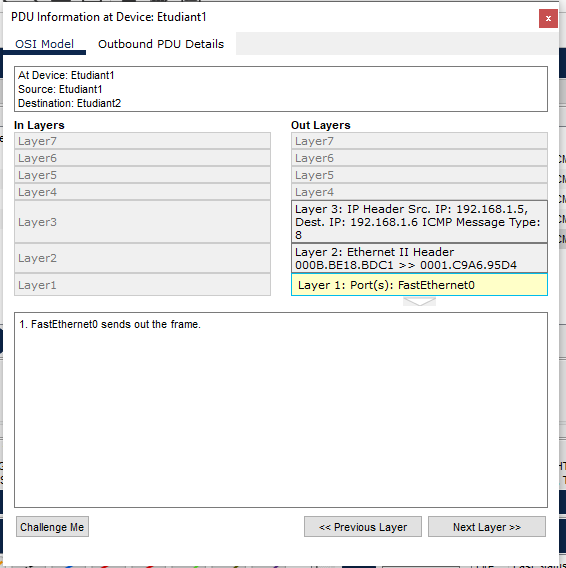 PDU Information at Device: Etudiant1
x
OSI Model Outbound PDU Details
At Device: Etudiant1
Source: Etudiant1
Destination: Etudiant2
In Layers Out Layers
Layer7 Layer7
Layer6 Layer6
Layer5 Layer5
Layer4 Layer4
Layer3
Layer 3: IP Header Src. IP: 192.168.1.5,
Dest. IP: 192.168.1.6 ICMP Message Type:
8
Layer2
Layer 2: Ethernet II Header
000B.BE18.BDC1 >> 0001.C9A6.95D4
Layer1 Layer 1: Port(s): FastEthernet0
1. FastEthernet0 sends out the frame.
Challenge Me << Previous Layer Next Layer >>